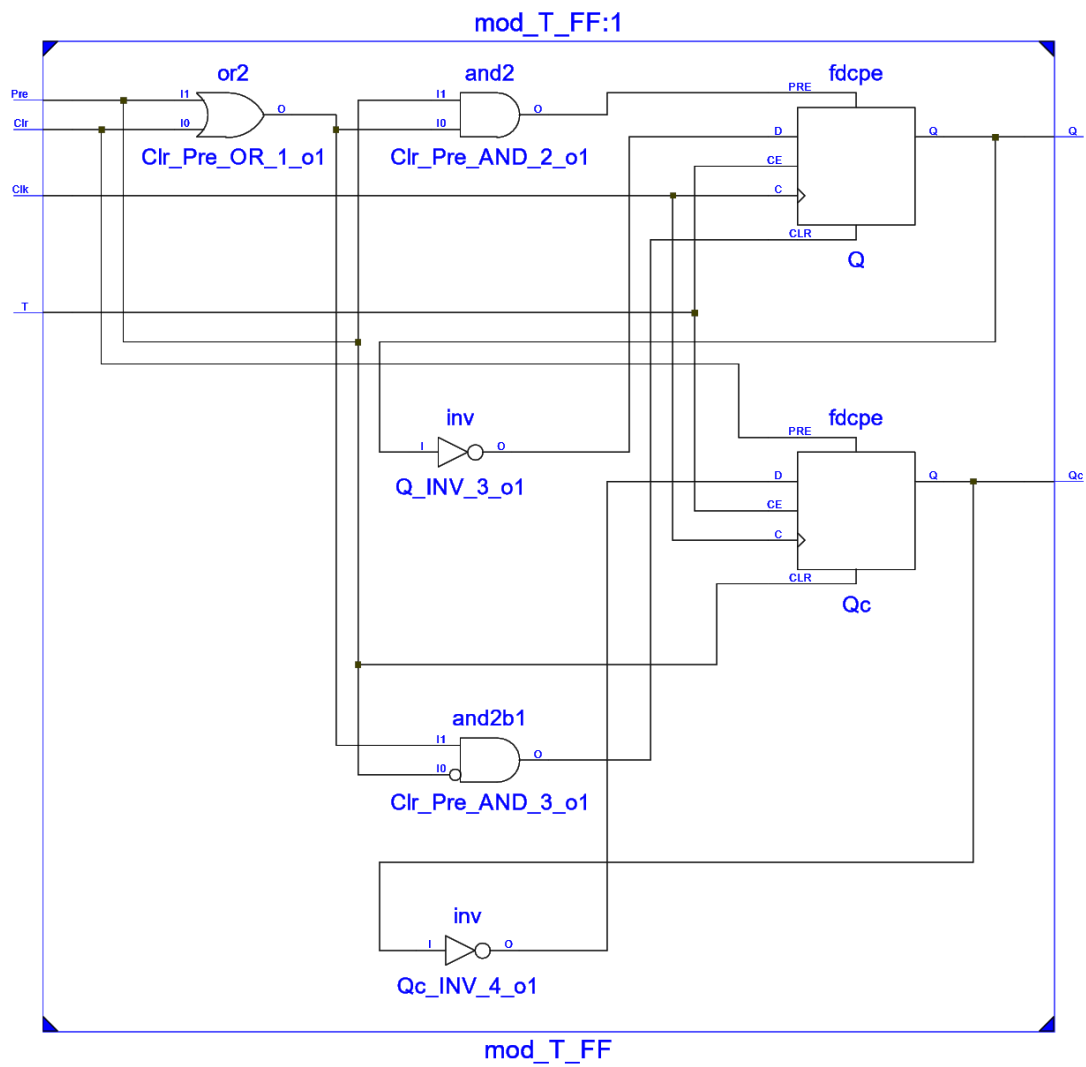 mod_T_FF:1
or2
and2
fdcpe
Pre
I1
O
I1
O
PRE
Clr
I0
I0
D
Q
Q
Clr_Pre_OR_1_o1
Clr_Pre_AND_2_o1
CE
Clk
C
CLR
Q
T
inv
fdcpe
PRE
I
O
D
Q
Qc
Q_INV_3_o1
CE
C
CLR
Qc
and2b1
I1
O
I0
Clr_Pre_AND_3_o1
inv
I
O
Qc_INV_4_o1
mod_T_FF